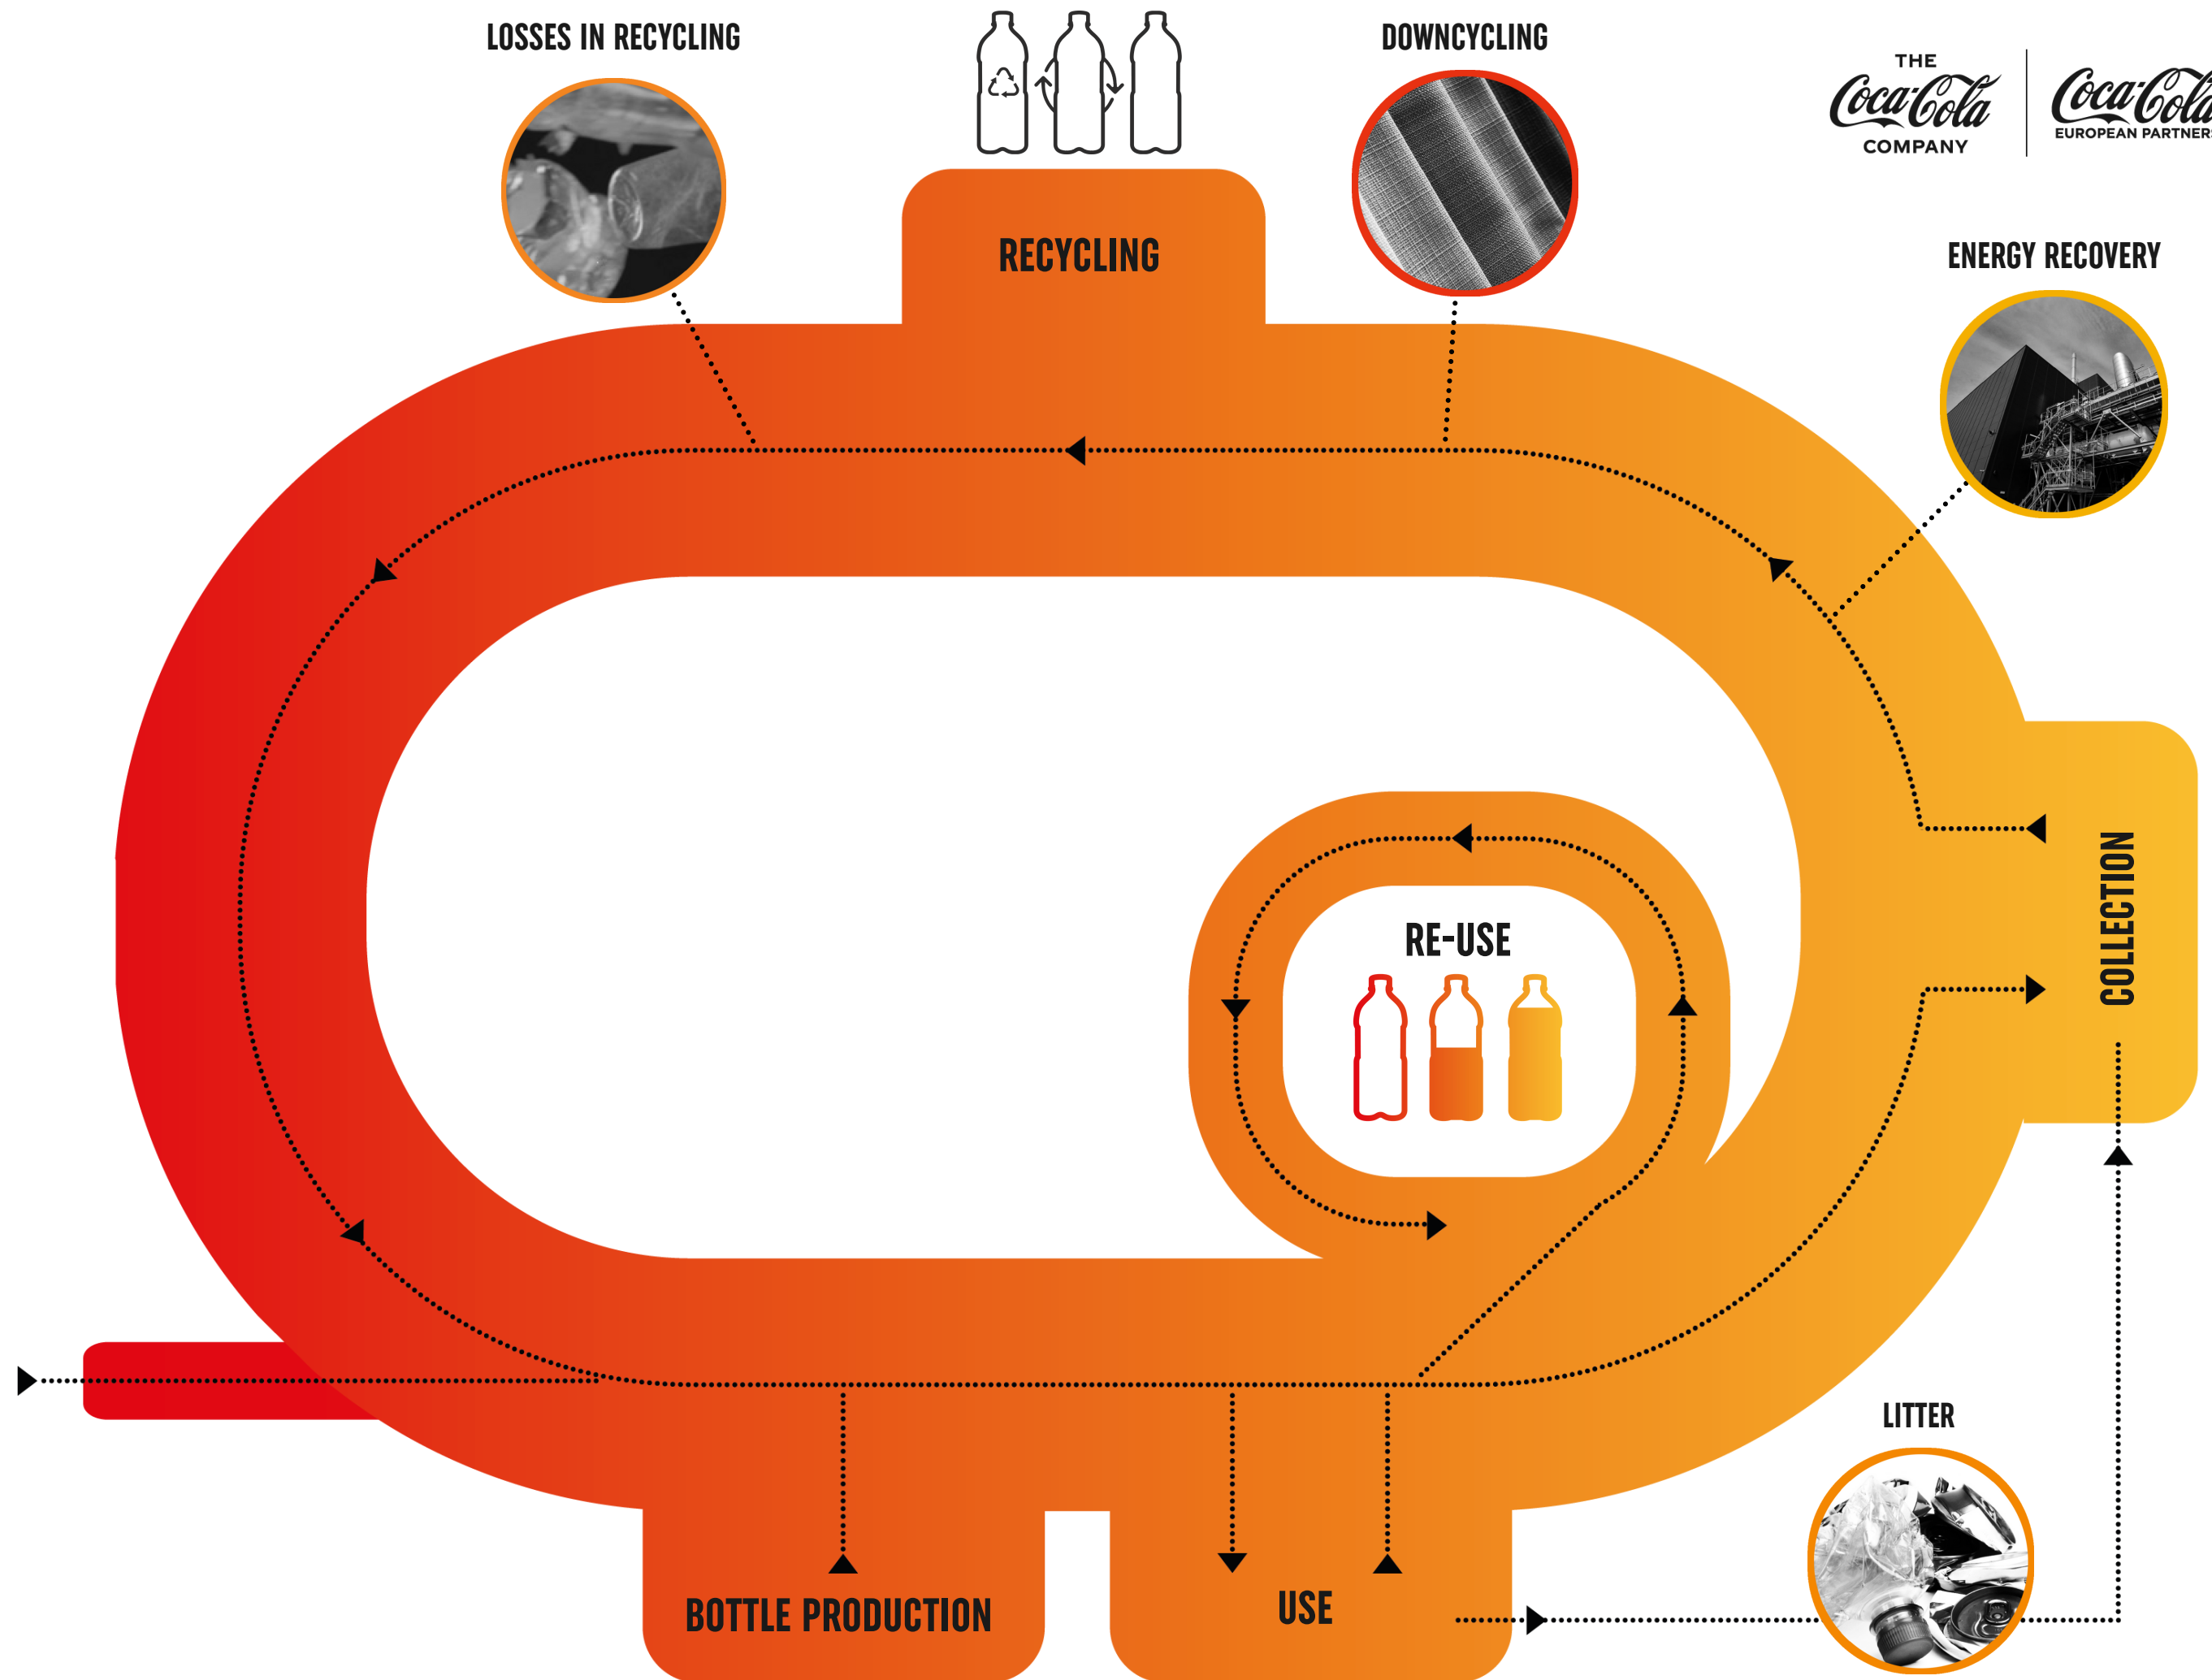 LOSSES IN RECYCLING
DOWNCYCLING
THE
Coca-Cola
COMPANY
Coca-Cola
EUROPEAN PARTNERS
RECYCLING
ENERGY RECOVERY
COLLECTION
RE-USE
LITTER
BOTTLE PRODUCTION
USE